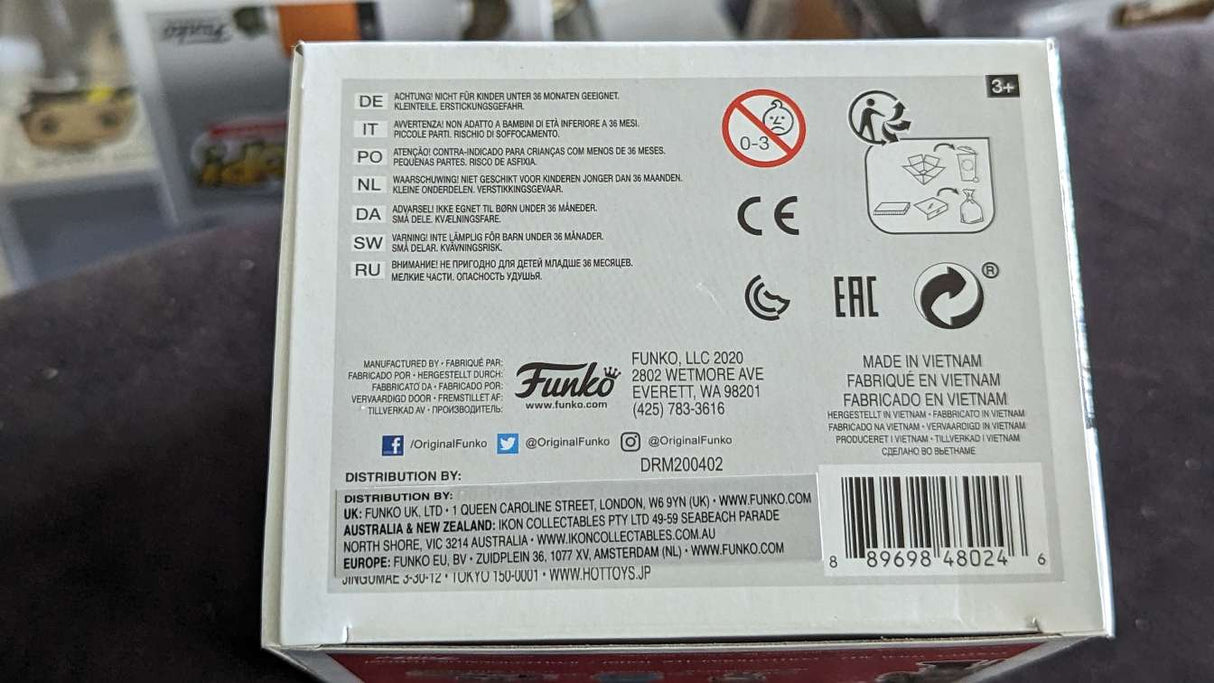 3+
DE ACHTUNG! NICHT FÜR KINDER UNTER 36 MONATEN GEEIGNET.
KLEINTEILE. ERSTICKUNGSGEFAHR.
IT AVVERTENZA! NON ADATTO A BAMBINI DI ETÀ INFERIORE A 36 MESI.
PICCOLE PARTI. RISCHIO DI SOFFOCAMENTO.
PO ATENÇÃO! CONTRA-INDICADO PARA CRIANÇAS COM MENOS DE 36 MESES.
PEQUENAS PARTES. RISCO DE ASFIXIA.
NL WAARSCHUWING! NIET GESCHIKT VOOR KINDEREN JONGER DAN 36 MAANDEN.
KLEINE ONDERDELEN. VERSTIKKINGSGEVAAR.
DA ADVARSEL! IKKE EGNET TIL BØRN UNDER 36 MÅNEDER.
SMÅ DELE. KVÆLNINGSFARE.
SW VARNING! INTE LÄMPLIG FÖR BARN UNDER 36 MÅNADER.
SMÅ DELAR. KVÄVNINGSRISK.
RU ВНИМАНИЕ! НЕ ПРИГОДНО ДЛЯ ДЕТЕЙ МЛАДШЕ 36 МЕСЯЦЕВ.
МЕЛКИЕ ЧАСТИ. ОПАСНОСТЬ УДУШЬЯ.
0-3
CE
EAC
®
MANUFACTURED BY • FABRIQUÉ PAR:
FABRICADO POR • HERGESTELLT DURCH:
FABBRICATO DA • FABRICADO POR:
VERVAARDIGD DOOR • FREMSTILLET AF:
TILLVERKAD AV • ПРОИЗВОДИТЕЛЬ:
Funko
www.funko.com
FUNKO, LLC 2020
2802 WETMORE AVE
EVERETT, WA 98201
(425) 783-3616
MADE IN VIETNAM
FABRIQUÉ EN VIETNAM
FABRICADO EN VIETNAM
HERGESTELLT IN VIETNAM • FABBRICATO IN VIETNAM
FABRICADO NA VIETNAM • VERVAARDIGD IN VIETNAM
PRODUCERET I VIETNAM • TILLVERKAD I VIETNAM
СДЕЛАНО ВО ВЬЕТНАМЕ
/OriginalFunko @OriginalFunko @OriginalFunko
DRM200402
DISTRIBUTION BY:
DISTRIBUTION BY:
UK: FUNKO UK, LTD • 1 QUEEN CAROLINE STREET, LONDON, W6 9YN (UK) • WWW.FUNKO.COM
AUSTRALIA & NEW ZEALAND: IKON COLLECTABLES PTY LTD 49-59 SEABEACH PARADE
NORTH SHORE, VIC 3214 AUSTRALIA • WWW.IKONCOLLECTABLES.COM.AU
EUROPE: FUNKO EU, BV • ZUIDPLEIN 36, 1077 XV, AMSTERDAM (NL) • WWW.FUNKO.COM
JINGUMAE 3-30-12 • TOKYO 150-0001 • WWW.HOTTOYS.JP
8 89698 48024 6
Funko